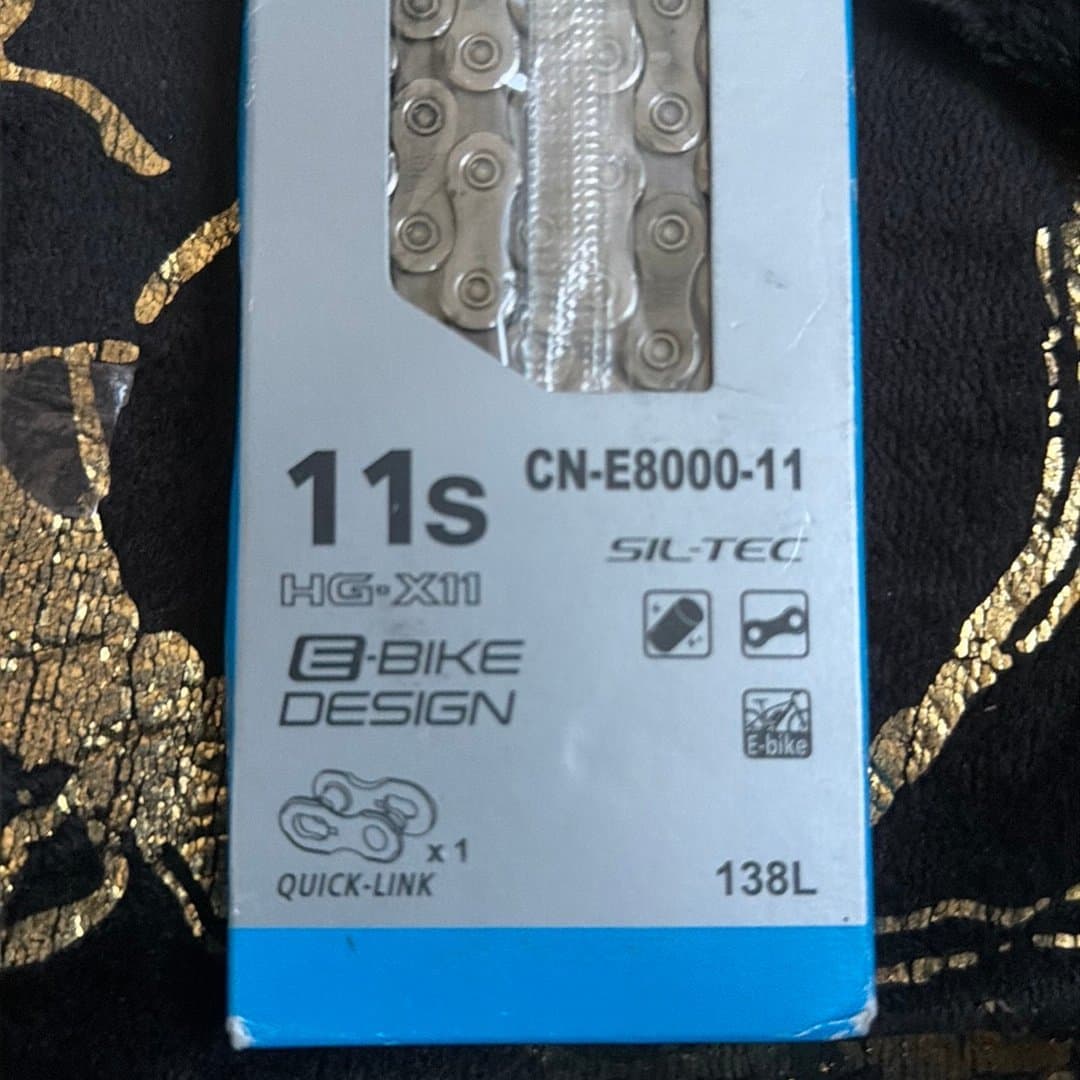 11s
CN-E8000-11
HG-X11
SIL-TEC
E-BIKE
DESIGN
E-bike
x 1
QUICK-LINK
138L